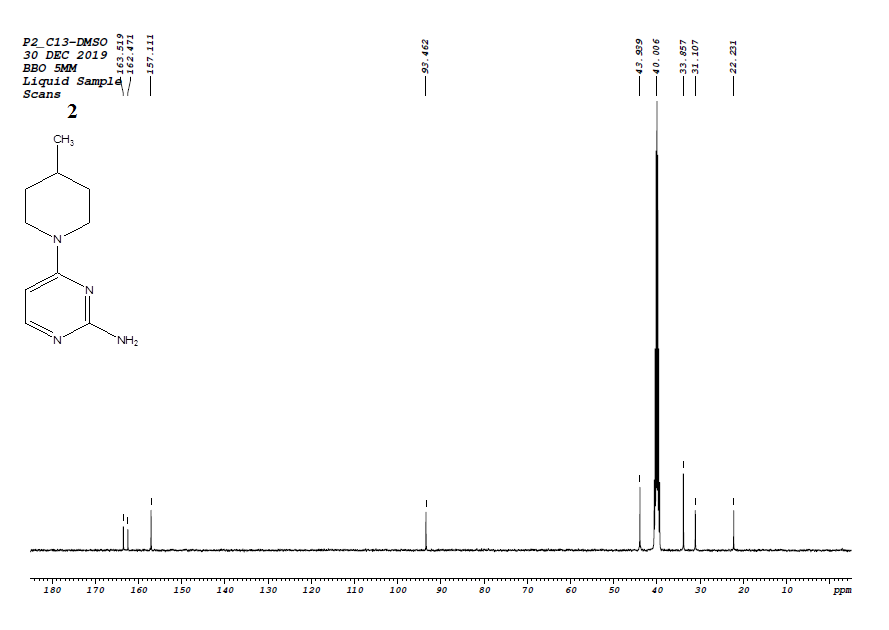 P2_C13-DMSO
30 DEC 2019
BBO 5MM
Liquid Sample
Scans
163.519
162.471
157.111
93.462
43.939
40.006
33.857
31.107
22.231
2
CH3
N
N
N
NH2
180 170 160 150 140 130 120 110 100 90 80 70 60 50 40 30 20 10 ppm